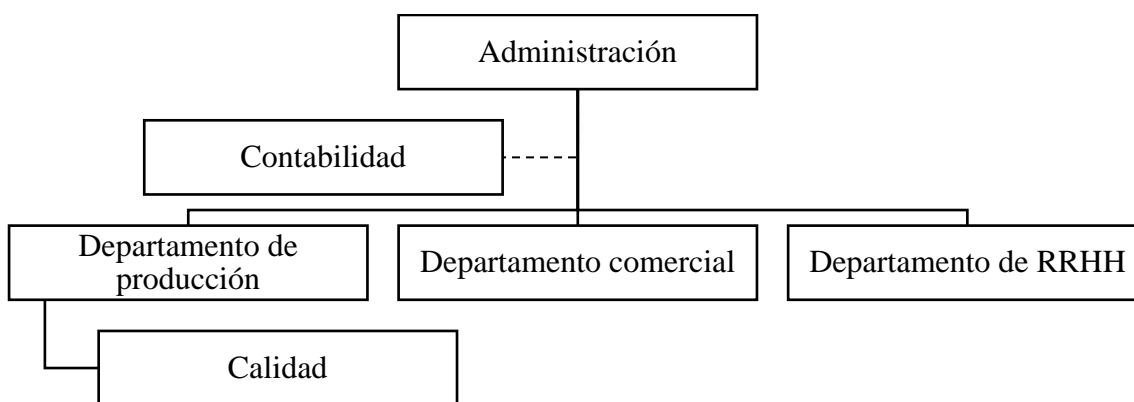 Administración
Contabilidad
Departamento de
producción
Departamento comercial
Departamento de RRHH
Calidad